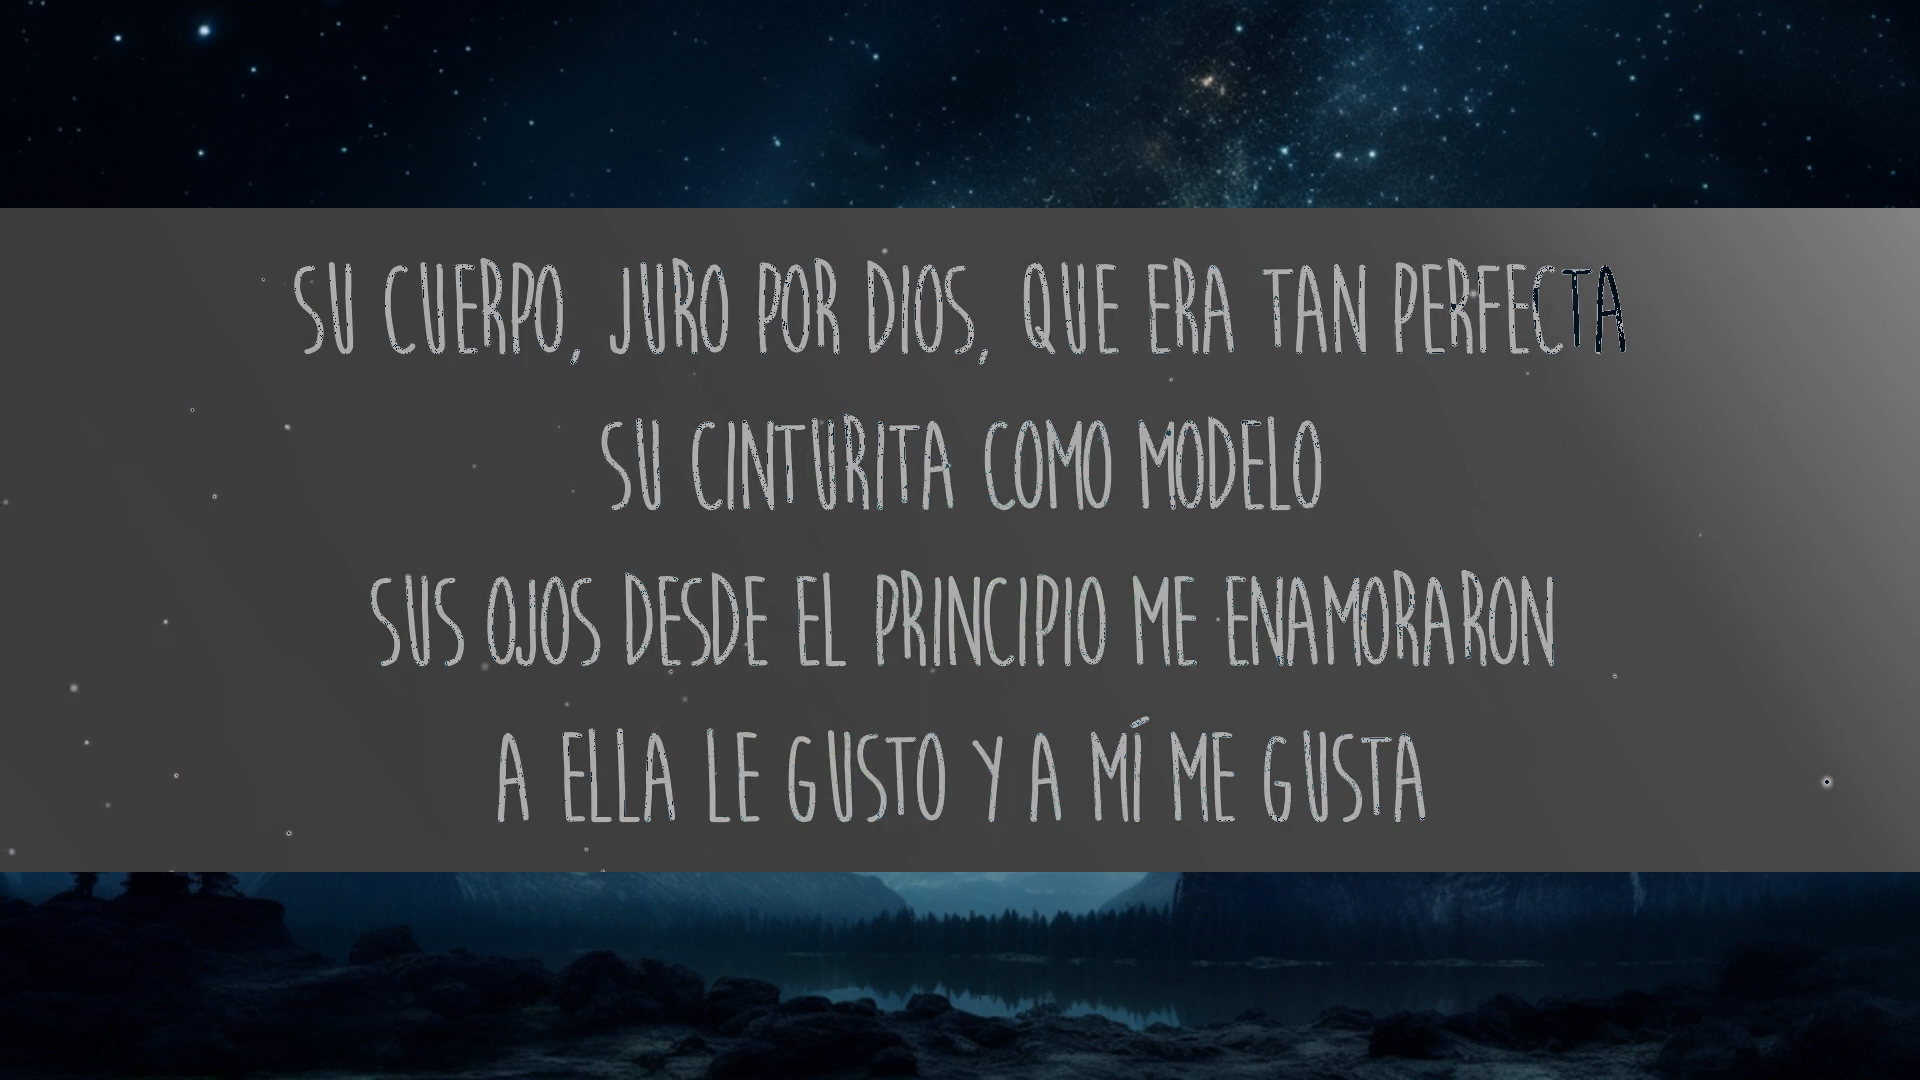 SU CUERPO, JURO POR DIOS, QUE ERA TAN PERFECTA
SU CINTURITA COMO MODELO
SUS OJOS DESDE EL PRINCIPIO ME ENAMORARON
A ELLA LE GUSTO Y A MÍ ME GUSTA